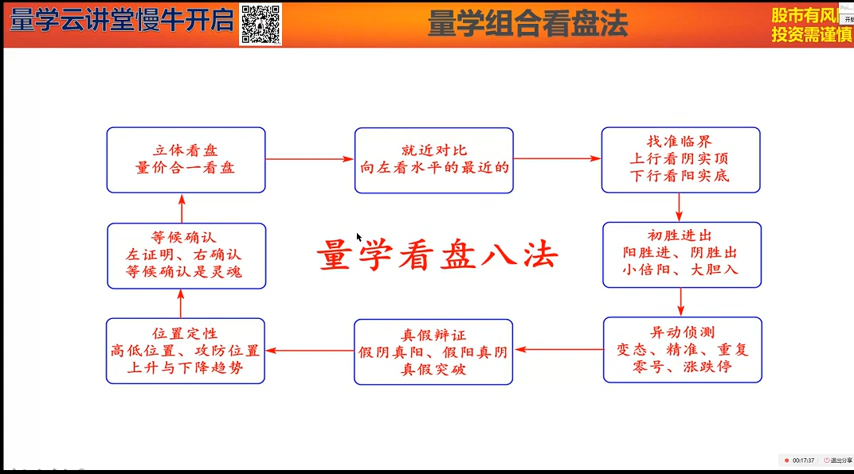 量学云讲堂慢牛开启
量学组合看盘法
股市有风
投资需谨慎
立体看盘
量价合一看盘
就近对比
向左看水平的最近的
找准临界
上行看阴实顶
下行看阳实底
等候确认
左证明、右确认
等候确认是灵魂
量学看盘八法
初胜进出
阳胜进、阴胜出
小倍阳、大胆入
位置定性
高低位置、攻防位置
上升与下降趋势
真假辩证
假阴真阳、假阳真阴
真假突破
异动侦测
变态、精准、重复
零号、涨跌停
00:17:37
退出分享